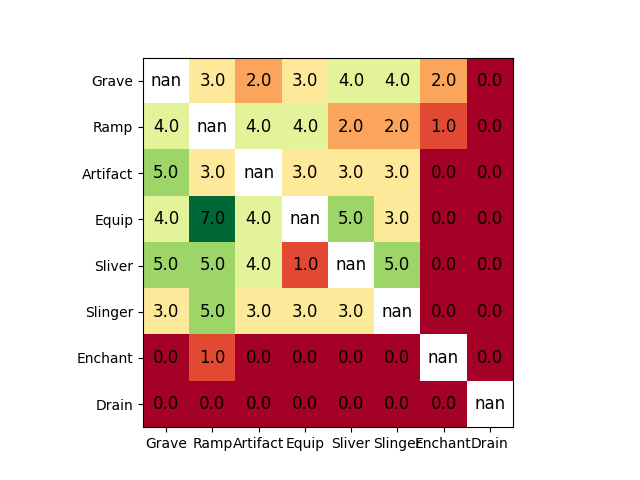 Grave nan 3.0 2.0 3.0 4.0 4.0 2.0 0.0
Ramp 4.0 nan 4.0 4.0 2.0 2.0 1.0 0.0
Artifact 5.0 3.0 nan 3.0 3.0 3.0 0.0 0.0
Equip 4.0 7.0 4.0 nan 5.0 3.0 0.0 0.0
Sliver 5.0 5.0 4.0 1.0 nan 5.0 0.0 0.0
Slinger 3.0 5.0 3.0 3.0 3.0 nan 0.0 0.0
Enchant 0.0 1.0 0.0 0.0 0.0 0.0 nan 0.0
Drain 0.0 0.0 0.0 0.0 0.0 0.0 0.0 nan
Grave Ramp Artifact Equip Sliver Slinger Enchant Drain